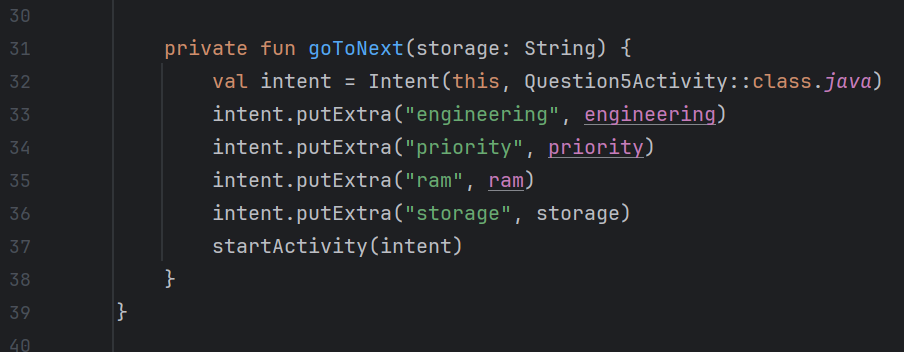 30
31 private fun goToNext(storage: String) {
32 val intent = Intent(this, Question5Activity::class.java)
33 intent.putExtra("engineering", engineering)
34 intent.putExtra("priority", priority)
35 intent.putExtra("ram", ram)
36 intent.putExtra("storage", storage)
37 startActivity(intent)
38 }
39 }
40